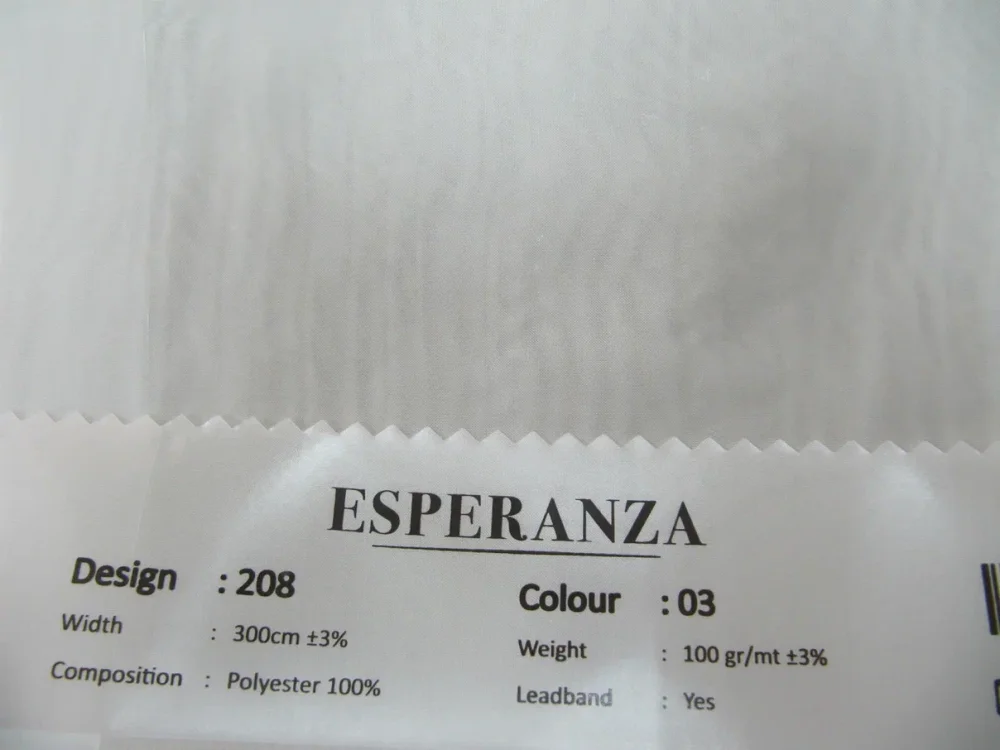 ESPERANZA
Design : 208
Width : 300cm ±3%
Composition : Polyester 100%
Colour : 03
Weight : 100 gr/mt ±3%
Leadband : Yes